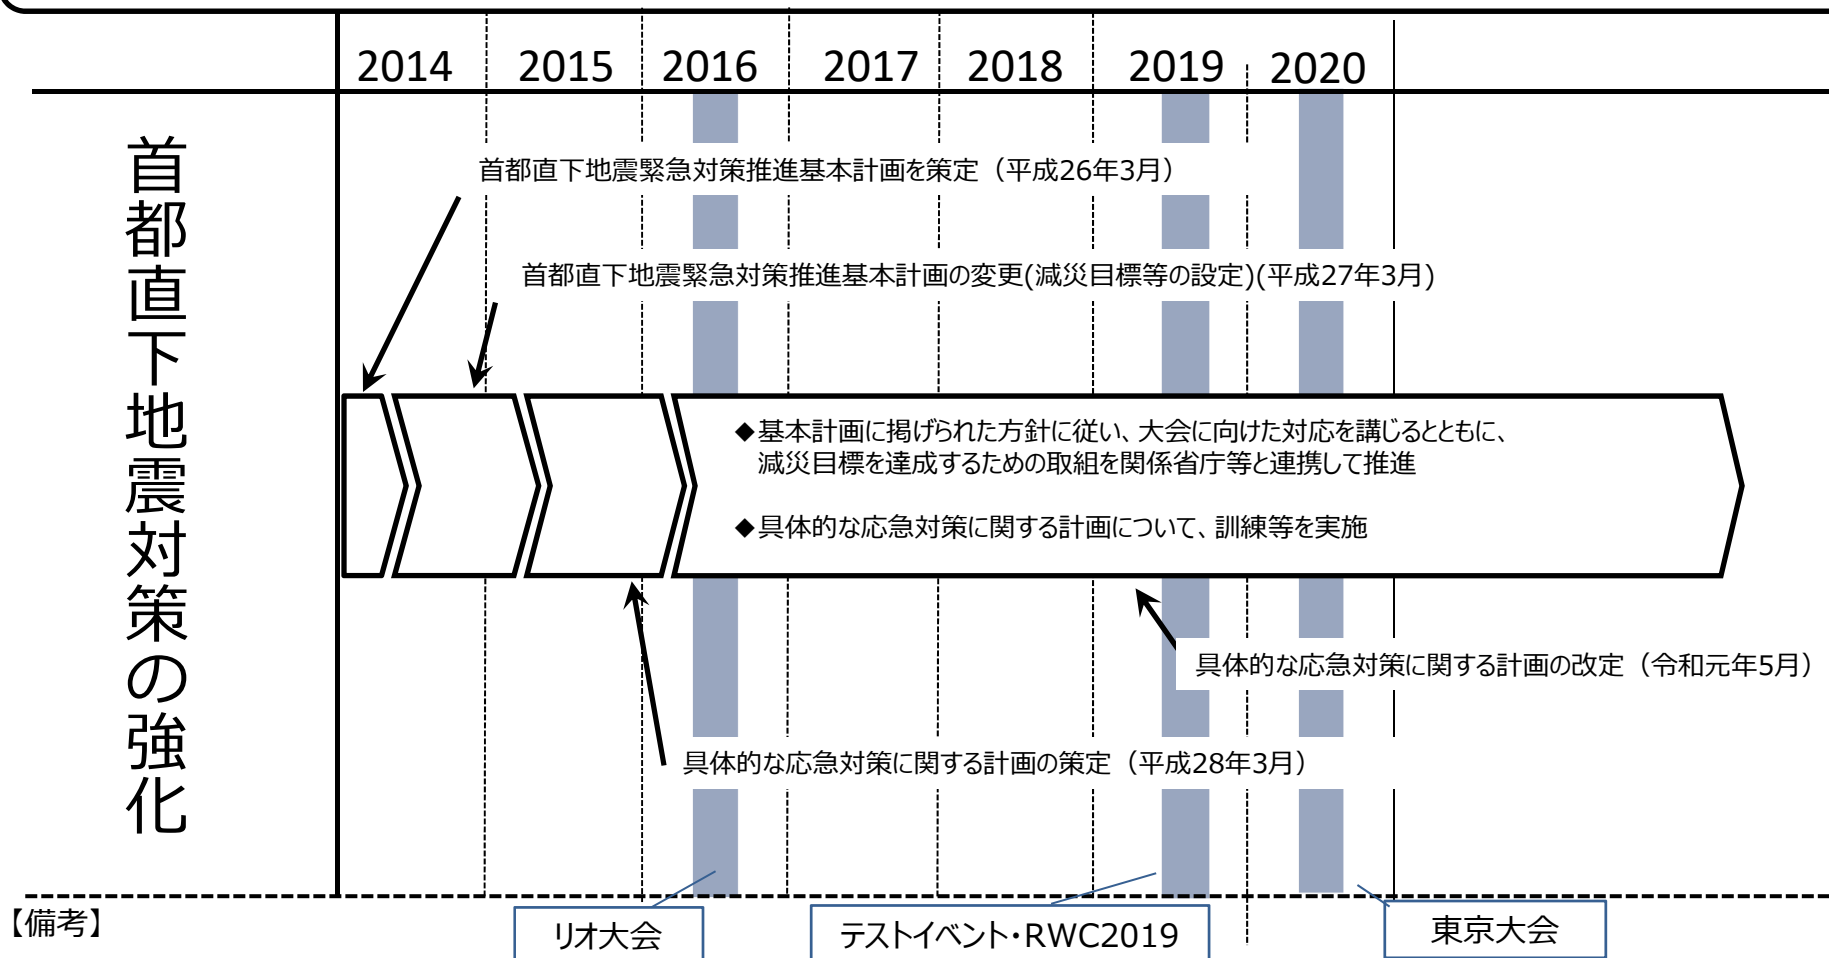 2014 2015 2016 2017 2018 2019 2020
首都直下地震対策の強化
首都直下地震緊急対策推進基本計画を策定（平成26年3月）
首都直下地震緊急対策推進基本計画の変更(減災目標等の設定)(平成27年3月)
◆基本計画に掲げられた方針に従い、大会に向けた対応を講じるとともに、
減災目標を達成するための取組を関係省庁等と連携して推進
◆具体的な応急対策に関する計画について、訓練等を実施
具体的な応急対策に関する計画の改定（令和元年5月）
具体的な応急対策に関する計画の策定（平成28年3月）
【備考】
リオ大会
テストイベント・RWC2019
東京大会